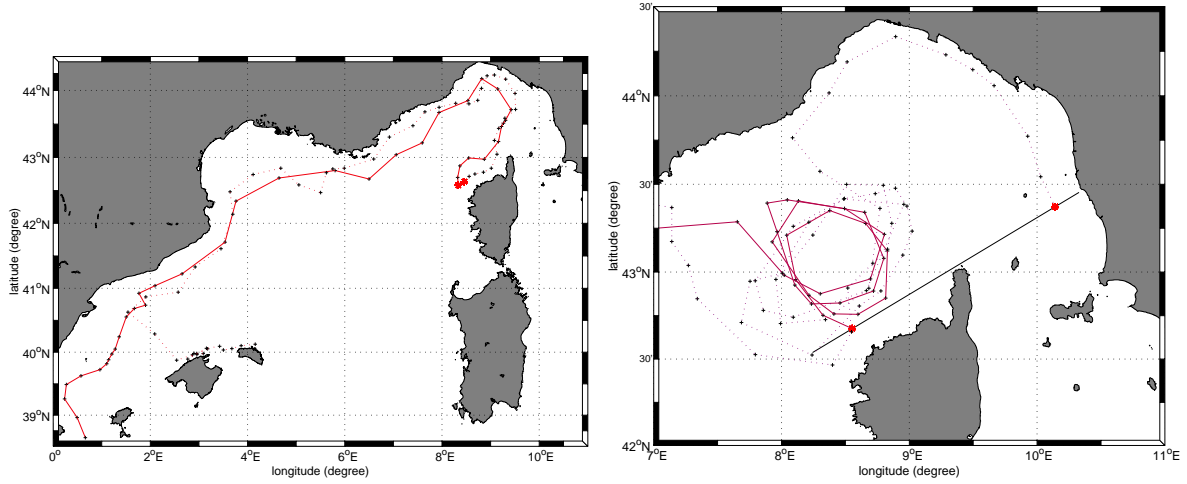 44°N
43°N
42°N
41°N
40°N
39°N
0°
2°E
4°E
6°E
8°E
10°E
longitude (degree)
latitude (degree)
30'
44°N
30'
43°N
30'
42°N
7°E
8°E
9°E
10°E
11°E
longitude (degree)
latitude (degree)